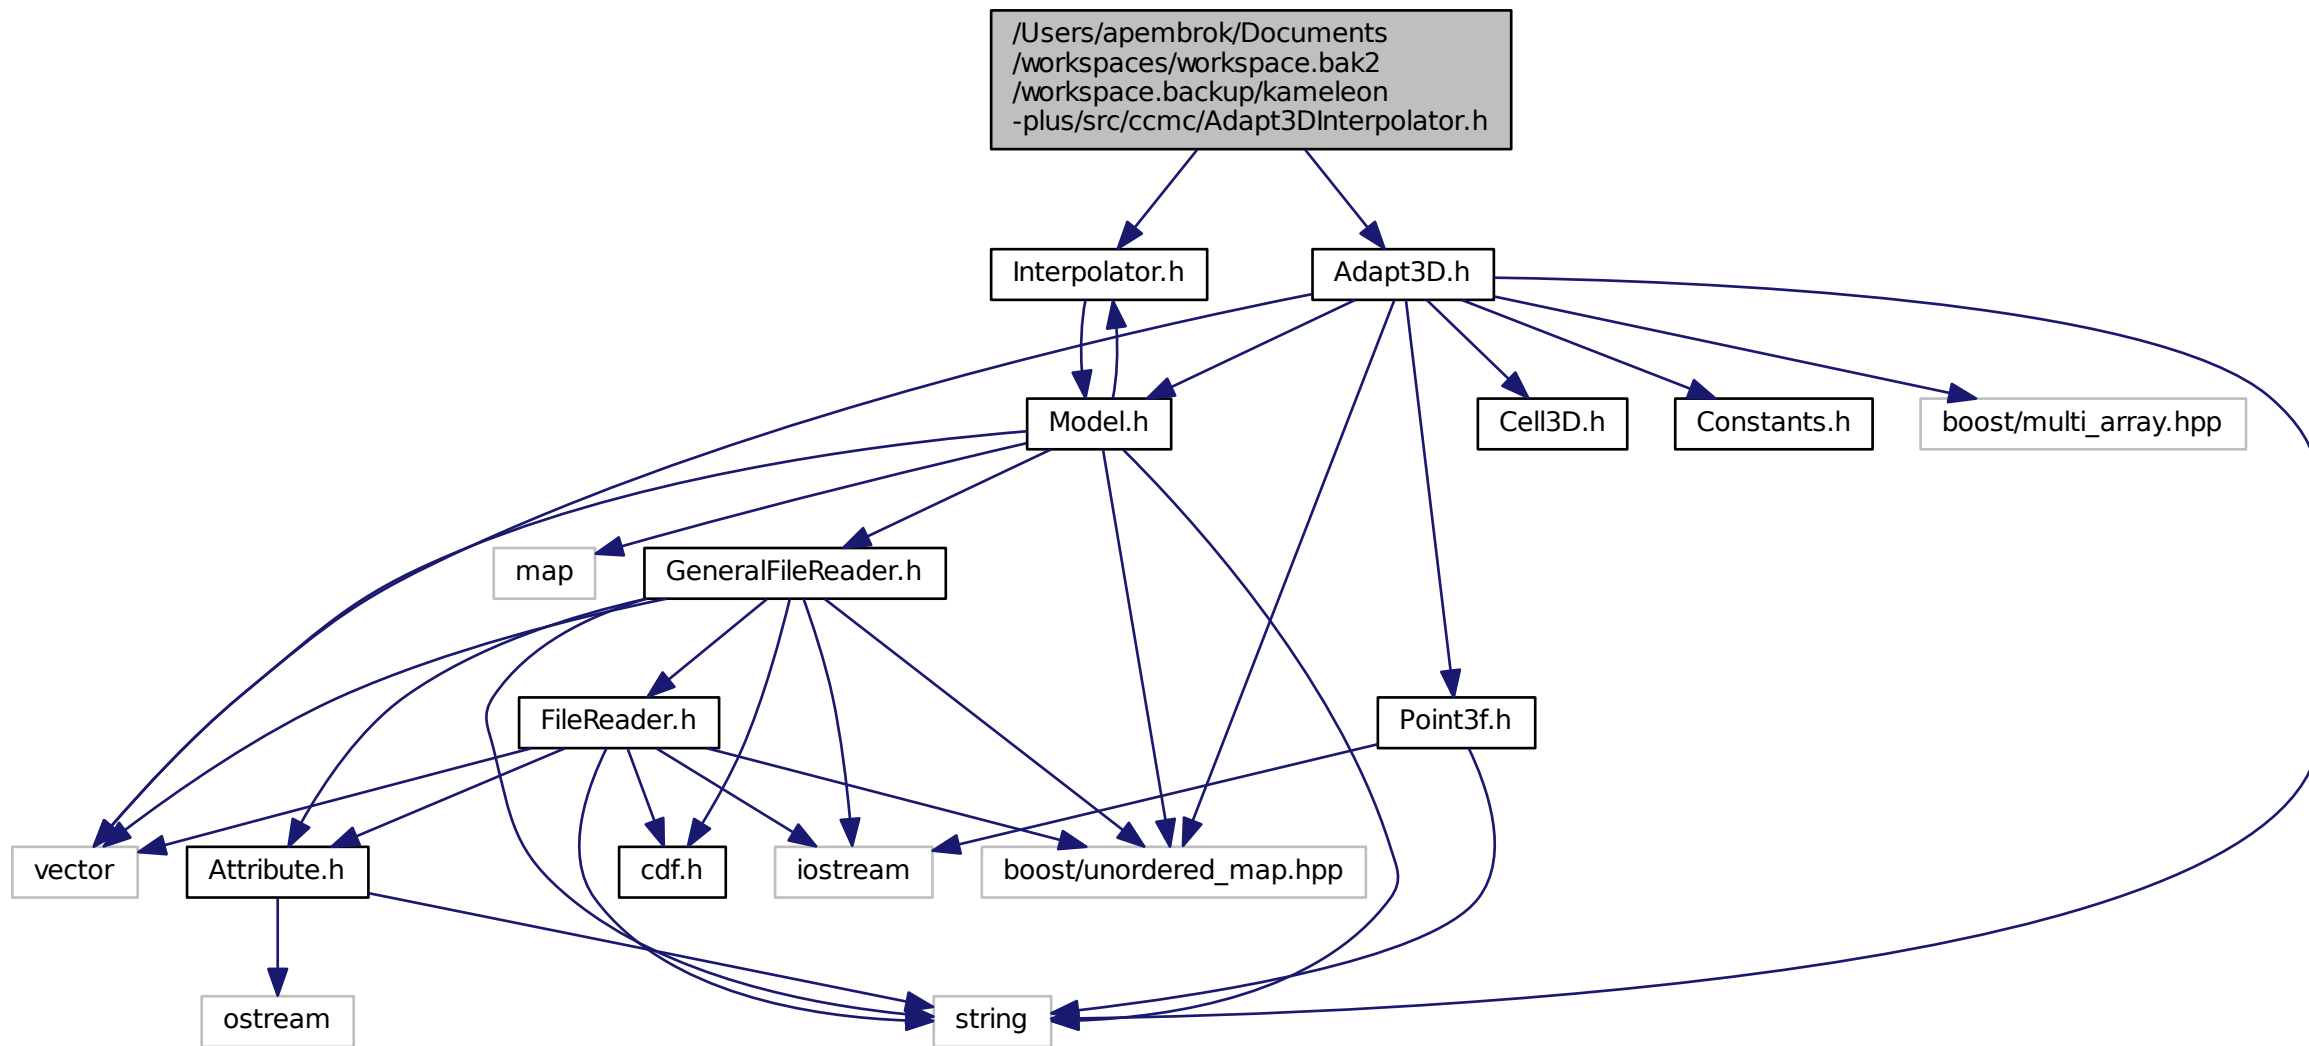 /Users/apembrok/Documents
/workspaces/workspace.bak2
/workspace.backup/kameleon
-plus/src/ccmc/Adapt3DInterpolator.h
Interpolator.h
Adapt3D.h
Model.h
Cell3D.h
Constants.h
boost/multi_array.hpp
map
GeneralFileReader.h
FileReader.h
Point3f.h
vector
Attribute.h
cdf.h
iostream
boost/unordered_map.hpp
ostream
string